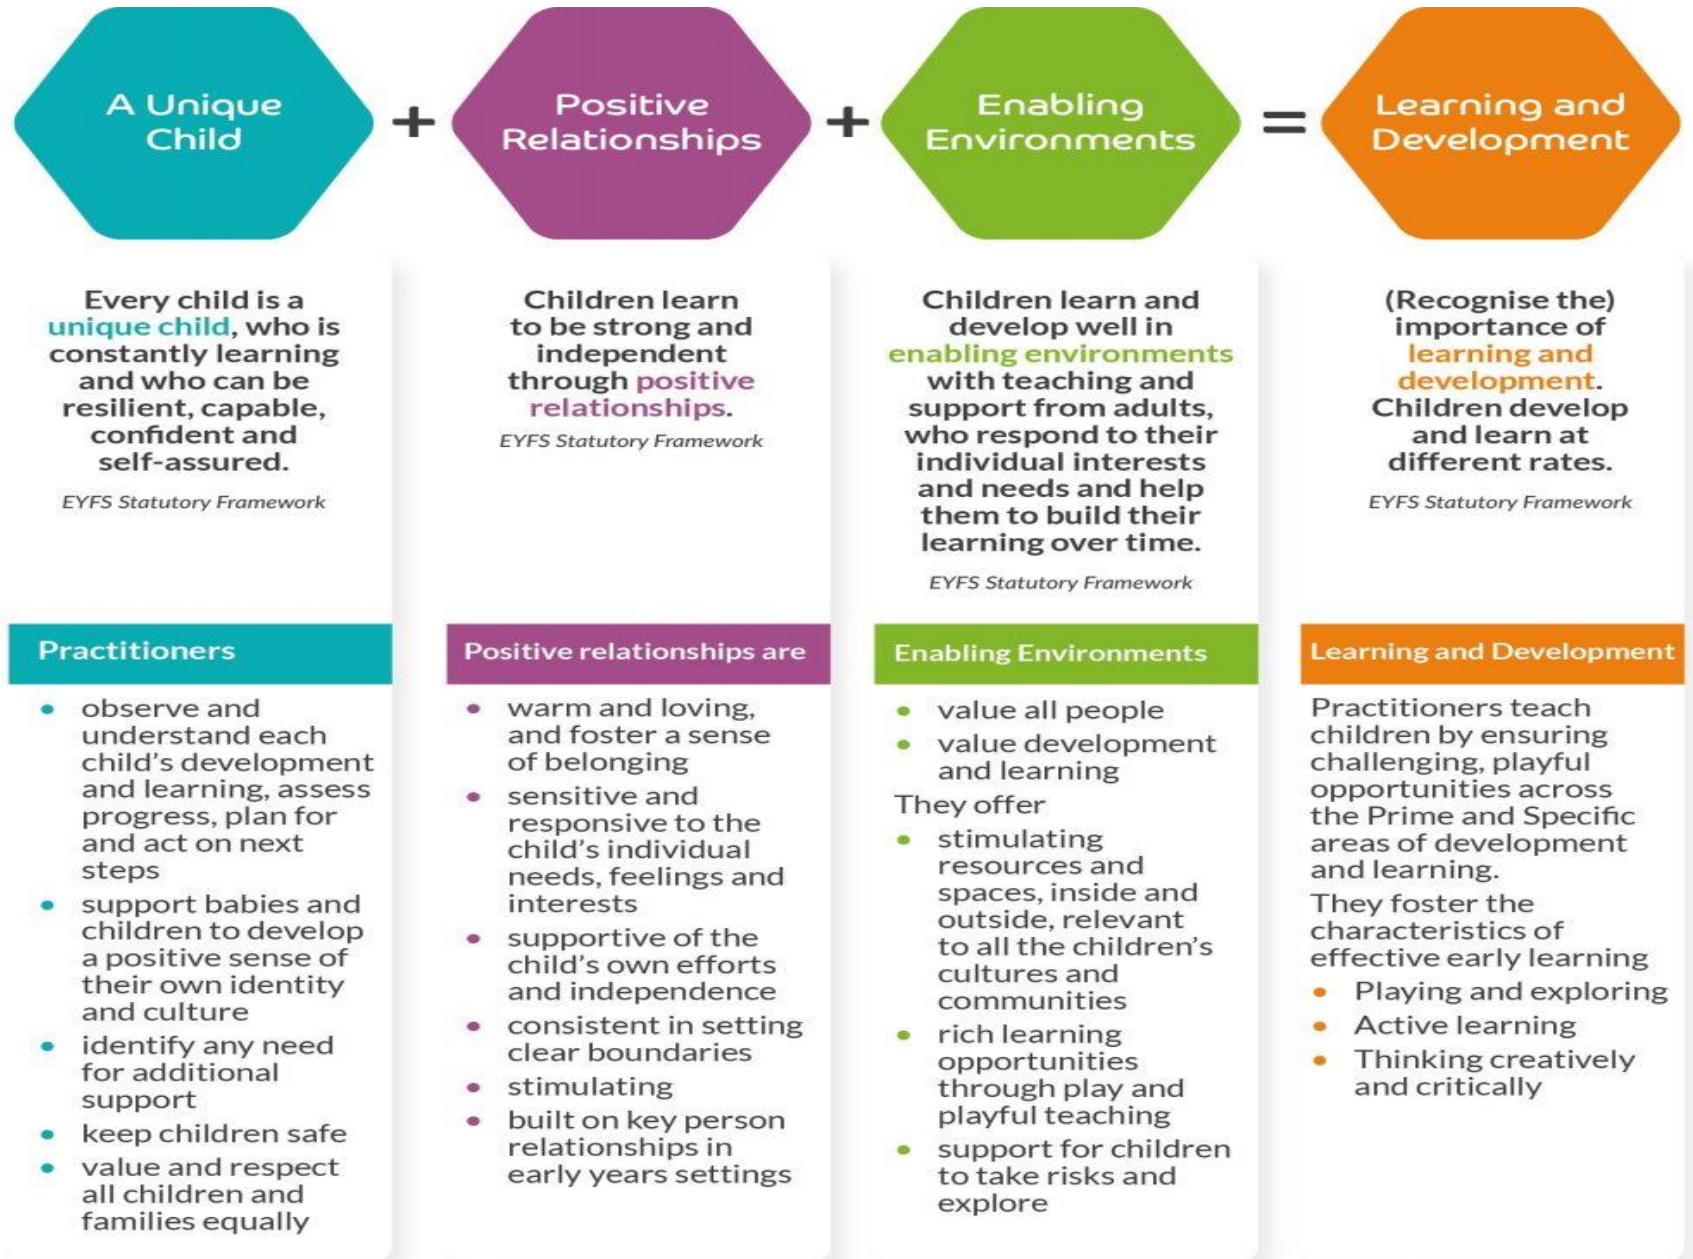 A Unique
Child
+
Positive
Relationships
+
Enabling
Environments
=
Learning and
Development
Every child is a
unique child, who is
constantly learning
and who can be
resilient, capable,
confident and
self-assured.
EYFS Statutory Framework
Children learn
to be strong and
independent
through positive
relationships.
EYFS Statutory Framework
Children learn and
develop well in
enabling environments
with teaching and
support from adults,
who respond to their
individual interests
and needs and help
them to build their
learning over time.
EYFS Statutory Framework
(Recognise the)
importance of
learning and
development.
Children develop
and learn at
different rates.
EYFS Statutory Framework
Practitioners
• observe and
understand each
child's development
and learning, assess
progress, plan for
and act on next
steps
• support babies and
children to develop
a positive sense of
their own identity
and culture
• identify any need
for additional
support
• keep children safe
• value and respect
all children and
families equally
Positive relationships are
• warm and loving,
and foster a sense
of belonging
• sensitive and
responsive to the
child's individual
needs, feelings and
interests
• supportive of the
child's own efforts
and independence
• consistent in setting
clear boundaries
• stimulating
• built on key person
relationships in
early years settings
Enabling Environments
• value all people
• value development
and learning
They offer
• stimulating
resources and
spaces, inside and
outside, relevant
to all the children's
cultures and
communities
• rich learning
opportunities
through play and
playful teaching
• support for children
to take risks and
explore
Learning and Development
Practitioners teach
children by ensuring
challenging, playful
opportunities across
the Prime and Specific
areas of development
and learning.
They foster the
characteristics of
effective early learning
• Playing and exploring
• Active learning
• Thinking creatively
and critically